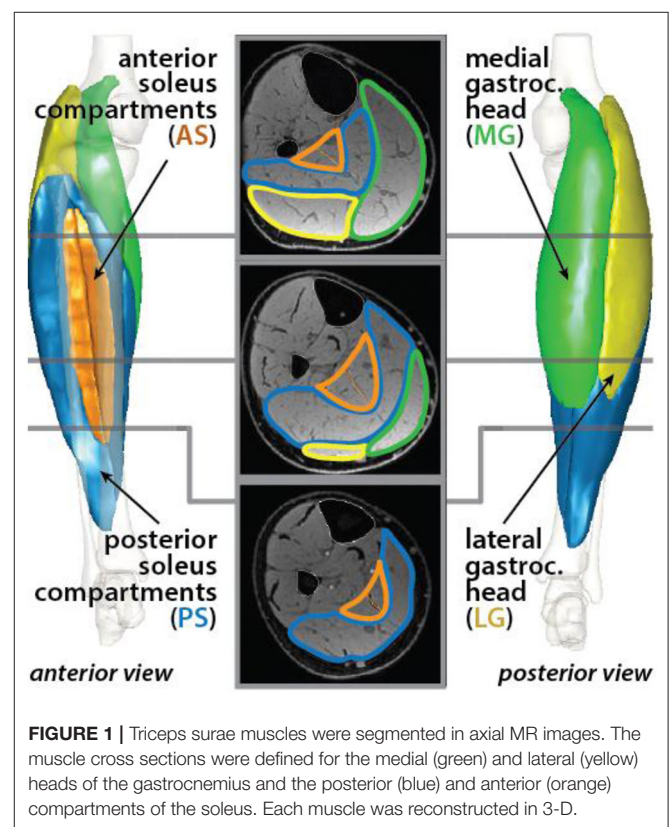 anterior
soleus
compartments
(AS)
medial
gastroc.
head
(MG)
posterior
soleus
compartments
(PS)
lateral
gastroc.
head
(LG)
anterior view
posterior view
FIGURE 1 | Triceps surae muscles were segmented in axial MR images. The
muscle cross sections were defined for the medial (green) and lateral (yellow)
heads of the gastrocnemius and the posterior (blue) and anterior (orange)
compartments of the soleus. Each muscle was reconstructed in 3-D.